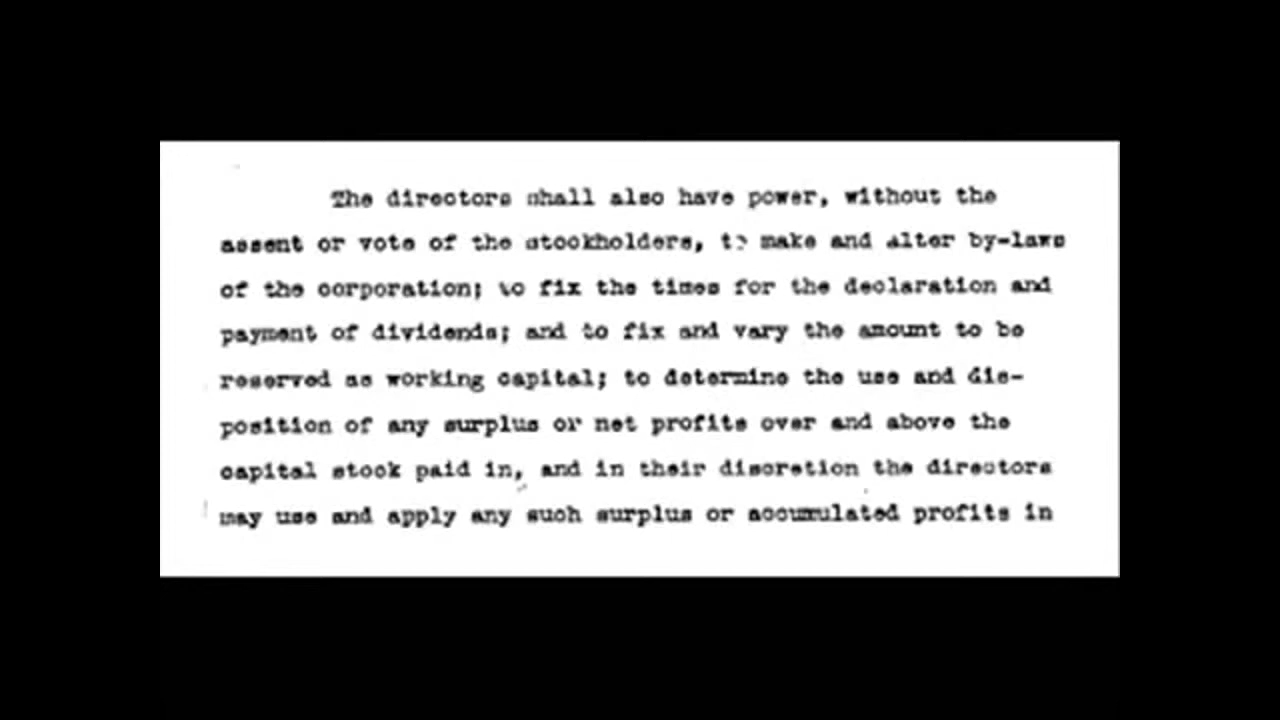 The directors shall also have power, without the
assent or vote of the stockholders, to make and alter by-laws
of the corporation; to fix the times for the declaration and
payment of dividends; and to fix and vary the amount to be
reserved as working capital; to determine the use and dis-
position of any surplus or net profits over and above the
capital stock paid in, and in their discretion the directors
may use and apply any such surplus or accumulated profits in